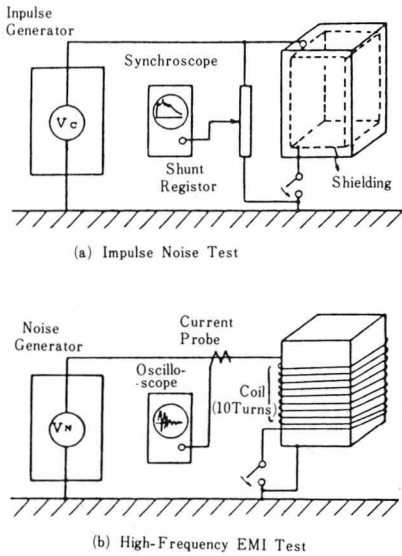 Inpulse
Generator
Synchroscope
Vc
Shunt
Registor
Shielding
(a) Impulse Noise Test
Noise
Generator
Current
Probe
Oscillo-
-scope
Coil
(10Turns)
VN
(b) High-Frequency EMI Test